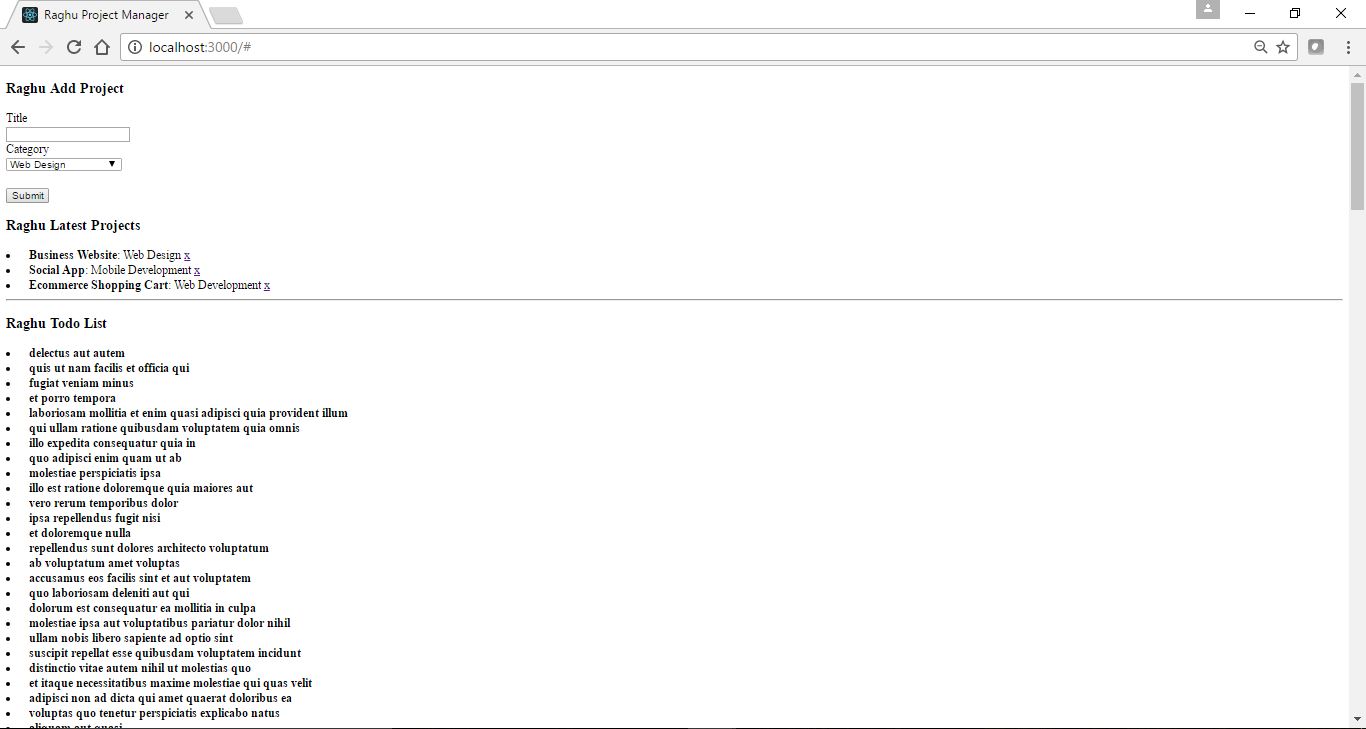 Raghu Project Manager
localhost:3000/#
Raghu Add Project
Title
Category
Web Design
Submit
Raghu Latest Projects
Business Website: Web Design x
Social App: Mobile Development x
Ecommerce Shopping Cart: Web Development x
Raghu Todo List
delectus aut autem
quis ut nam facilis et officia qui
fugiat veniam minus
et porro tempora
laboriosam mollitia et enim quasi adipisci quia provident illum
qui ullam ratione quibusdam voluptatem quia omnis
illo expedita consequatur quia in
quo adipisci enim quam ut ab
molestiae perspiciatis ipsa
illo est ratione doloremque quia maiores aut
vero rerum temporibus dolor
ipsa repellendus fugit nisi
et doloremque nulla
repellendus sunt dolores architecto voluptatum
ab voluptatum amet voluptas
accusamus eos facilis sint et aut voluptatem
quo laboriosam deleniti aut qui
dolorum est consequatur ea mollitia in culpa
molestiae ipsa aut voluptatibus pariatur dolor nihil
ullam nobis libero sapiente ad optio sint
suscipit repellat esse quibusdam voluptatem incidunt
distinctio vitae autem nihil ut molestias quo
et itaque necessitatibus maxime molestiae qui quas velit
adipisci non ad dicta qui amet quaerat doloribus ea
voluptas quo tenetur perspiciatis explicabo natus
aliquam aut quasi